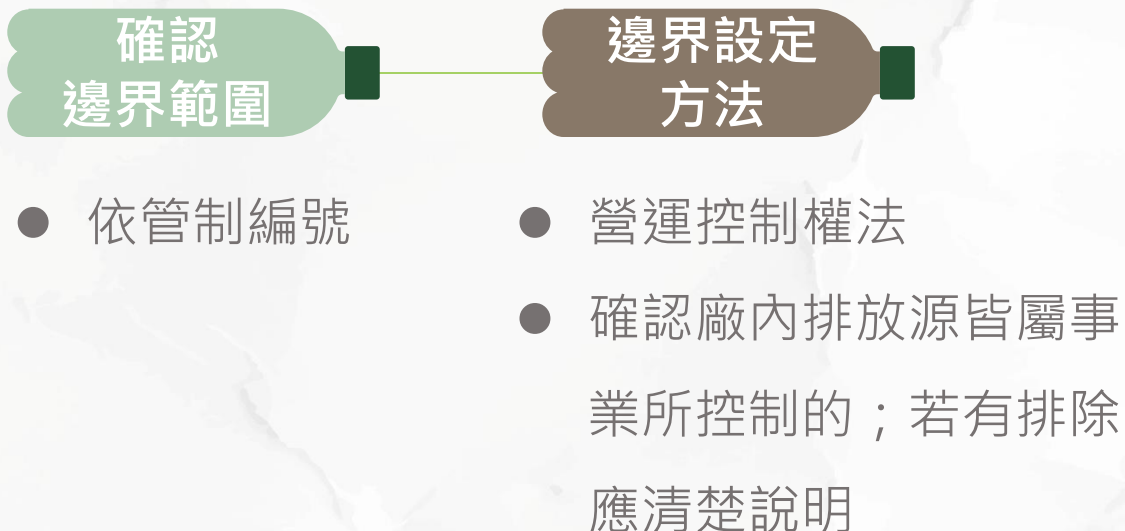 確認
邊界範圍
邊界設定
方法
● 依管制編號
● 營運控制權法
● 確認廠內排放源皆屬事
業所控制的；若有排除
應清楚說明